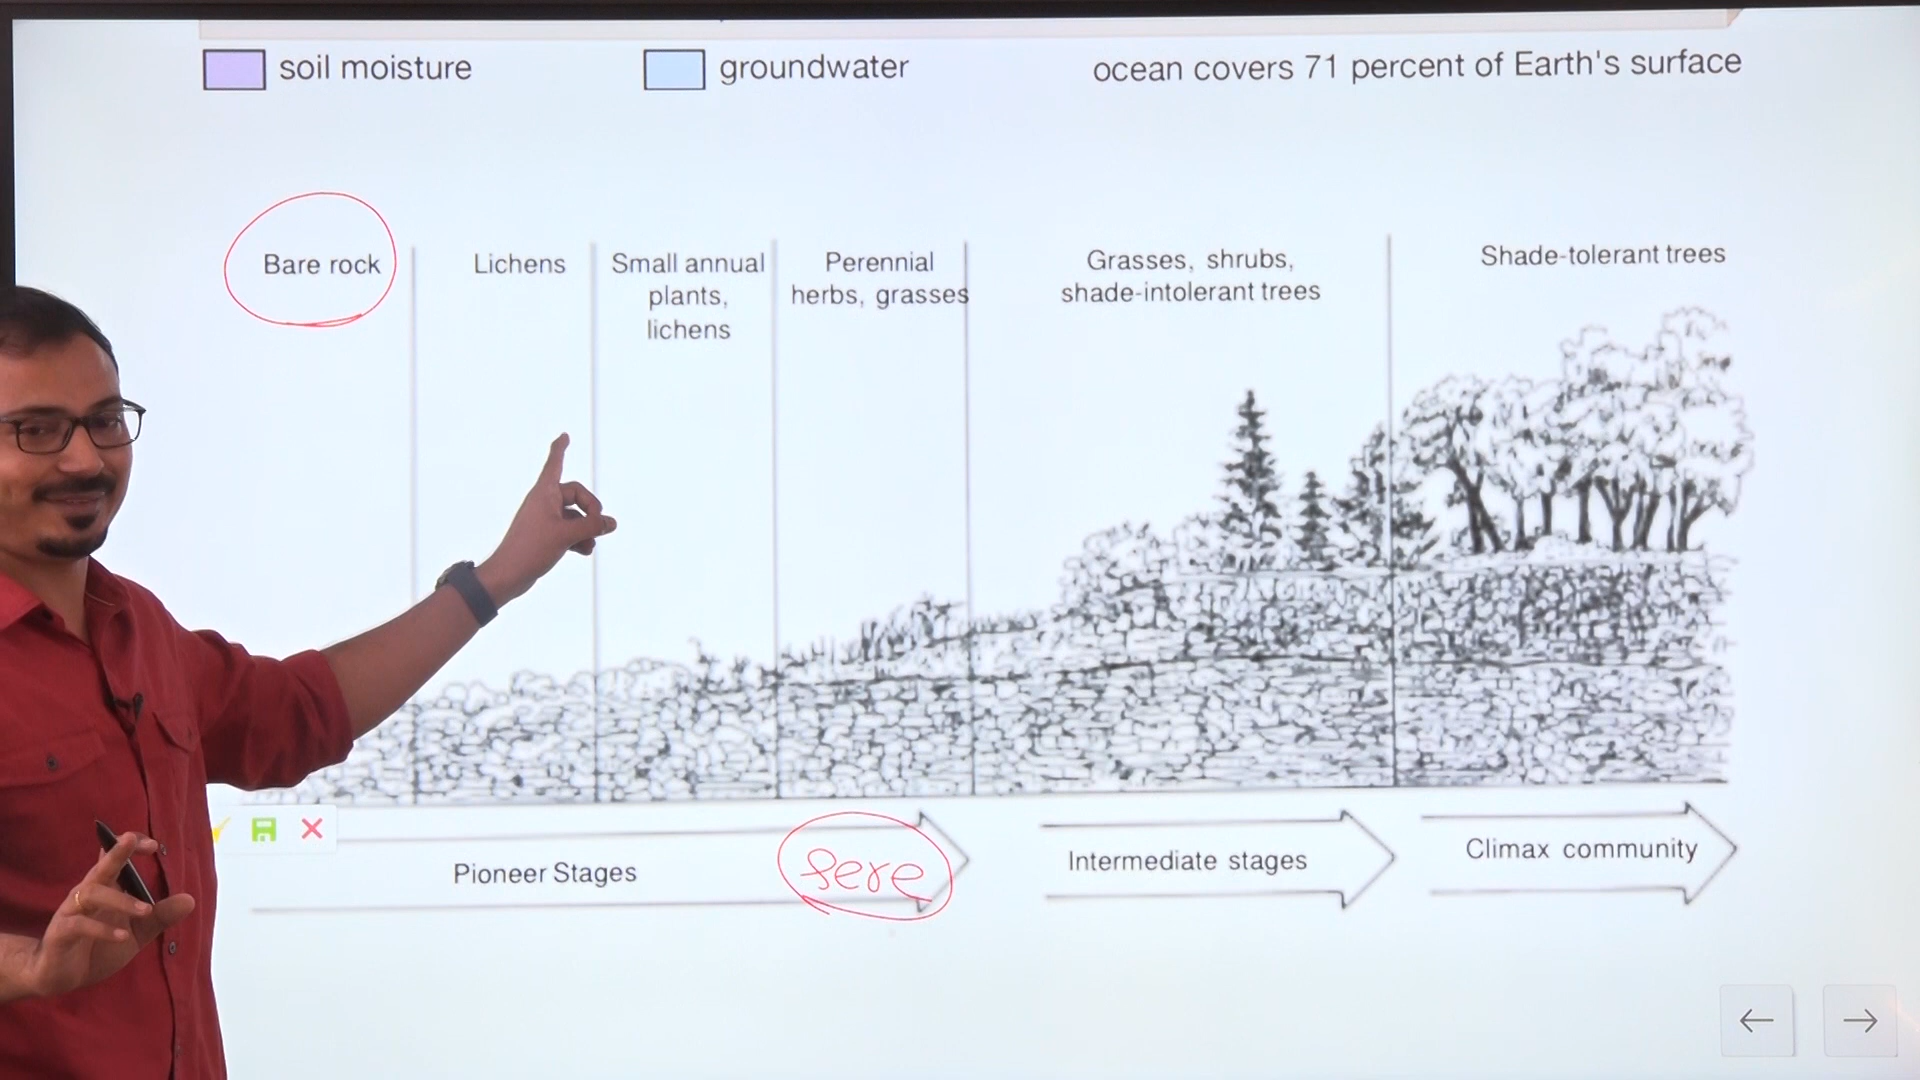 soil moisture
groundwater
ocean covers 71 percent of Earth's surface
Bare rock
Lichens
Small annual
plants,
lichens
Perennial
herbs, grasses
Grasses, shrubs,
shade-intolerant trees
Shade-tolerant trees
Pioneer Stages
sere
Intermediate stages
Climax community